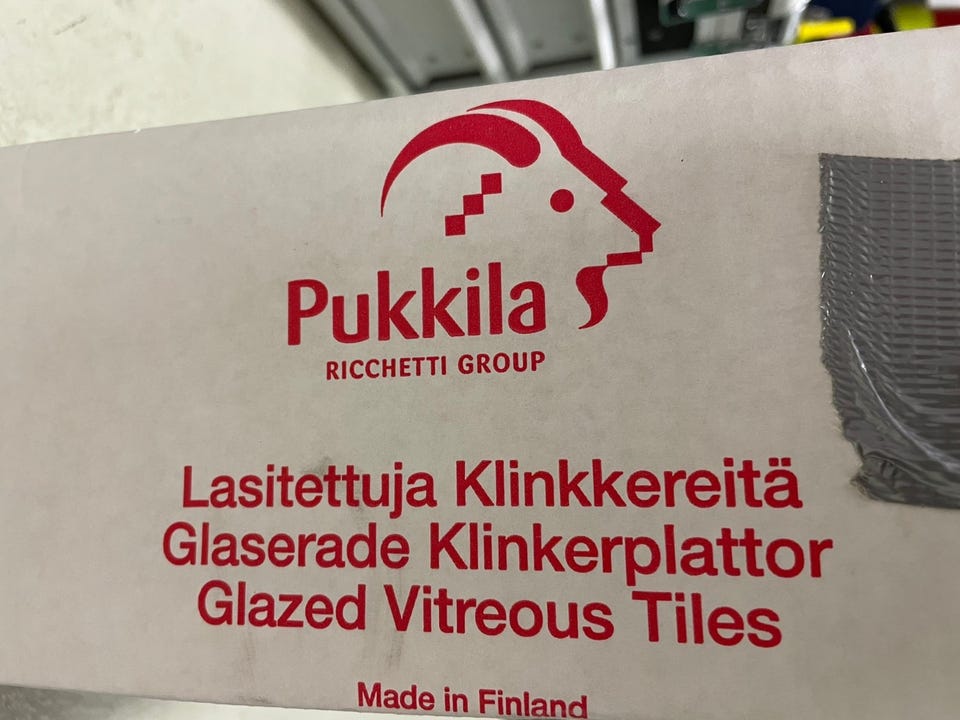 Pukkila
RICCHETTI GROUP
Lasitettuja Klinkkereitä
Glaserade Klinkerplattor
Glazed Vitreous Tiles
Made in Finland